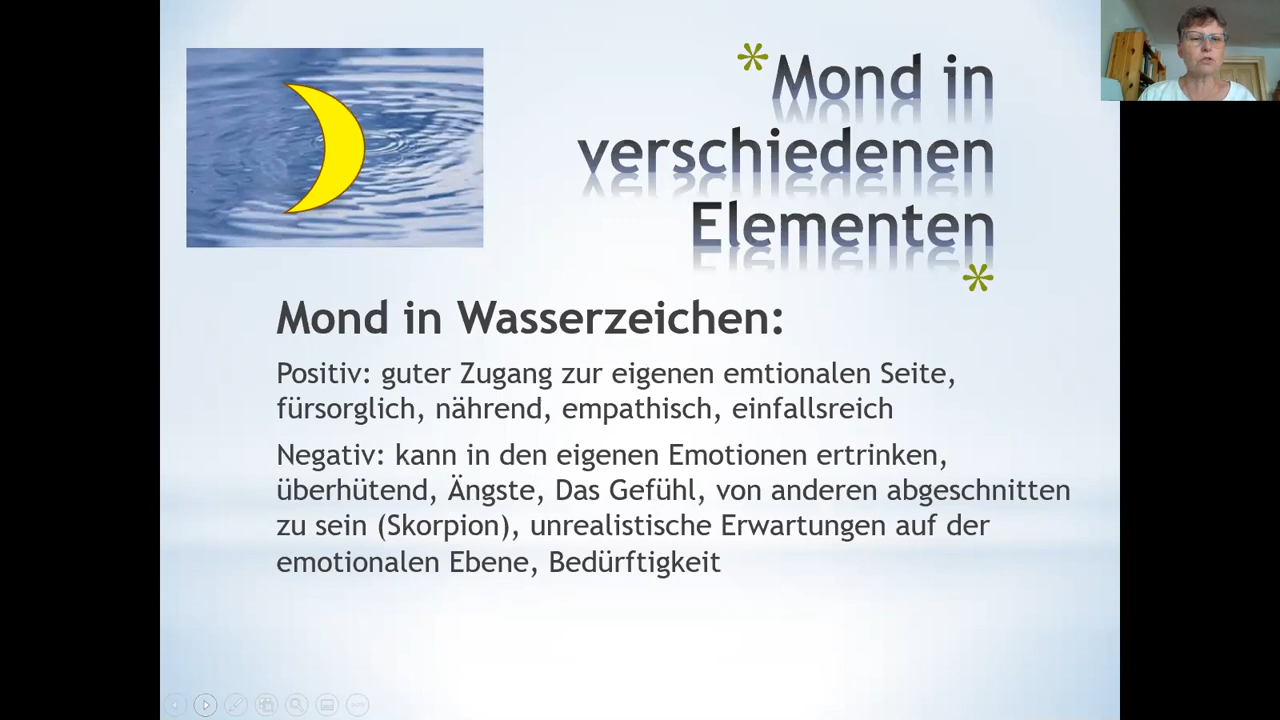 *Mond in
verschiedenen
Elementen
*
Mond in Wasserzeichen:
Positiv: guter Zugang zur eigenen emtionalen Seite,
fürsorglich, nährend, empathisch, einfallsreich
Negativ: kann in den eigenen Emotionen ertrinken,
überhütend, Ängste, Das Gefühl, von anderen abgeschnitten
zu sein (Skorpion), unrealistische Erwartungen auf der
emotionalen Ebene, Bedürftigkeit